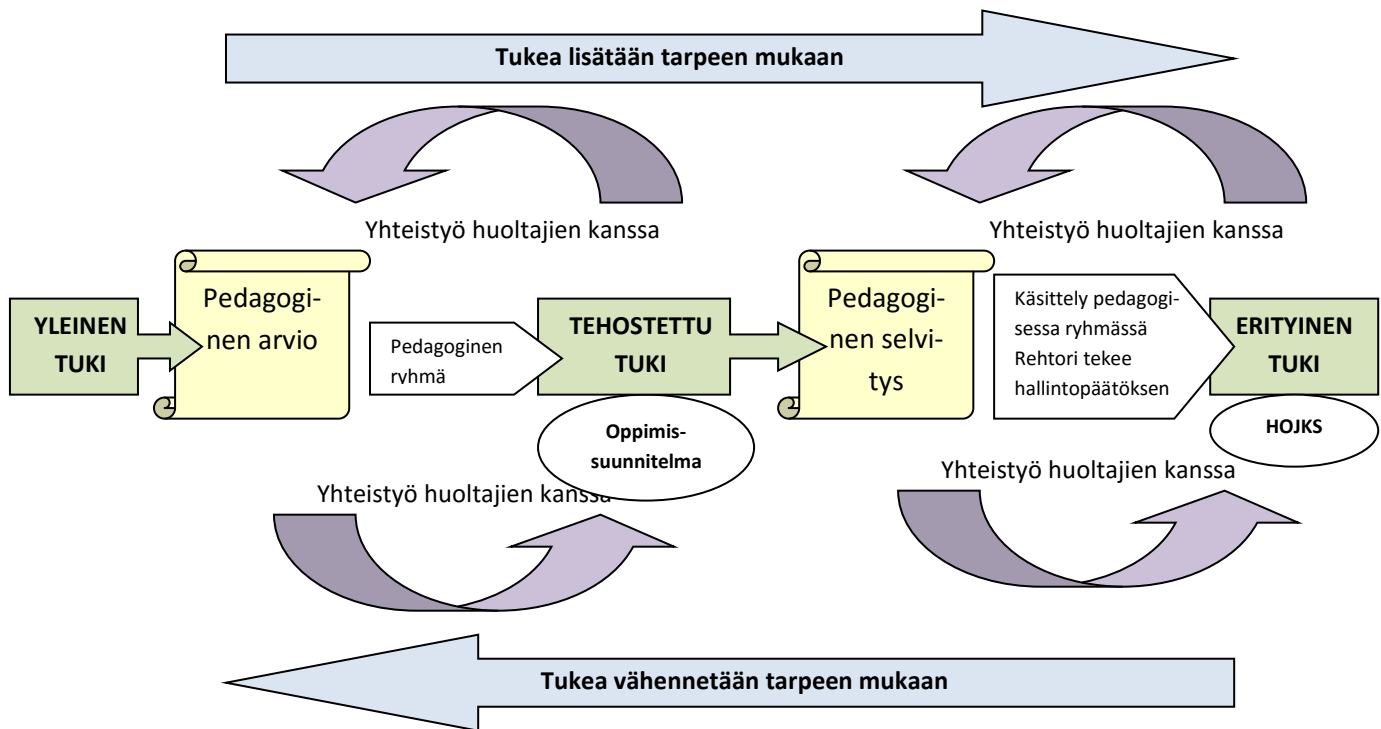 Tukea lisätään tarpeen mukaan
Yhteistyö huoltajien kanssa
Yhteistyö huoltajien kanssa
YLEINEN
TUKI
Pedagogi-
nen arvio
Pedagoginen
ryhmä
TEHOSTETTU
TUKI
Oppimis-
suunnitelma
Pedagogi-
nen selvi-
tys
Käsittely pedagogi-
sessa ryhmässä
Rehtori tekee
hallintopäätöksen
ERITYINEN
TUKI
HOJKS
Yhteistyö huoltajien kanssa
Yhteistyö huoltajien kanssa
Tukea vähennetään tarpeen mukaan